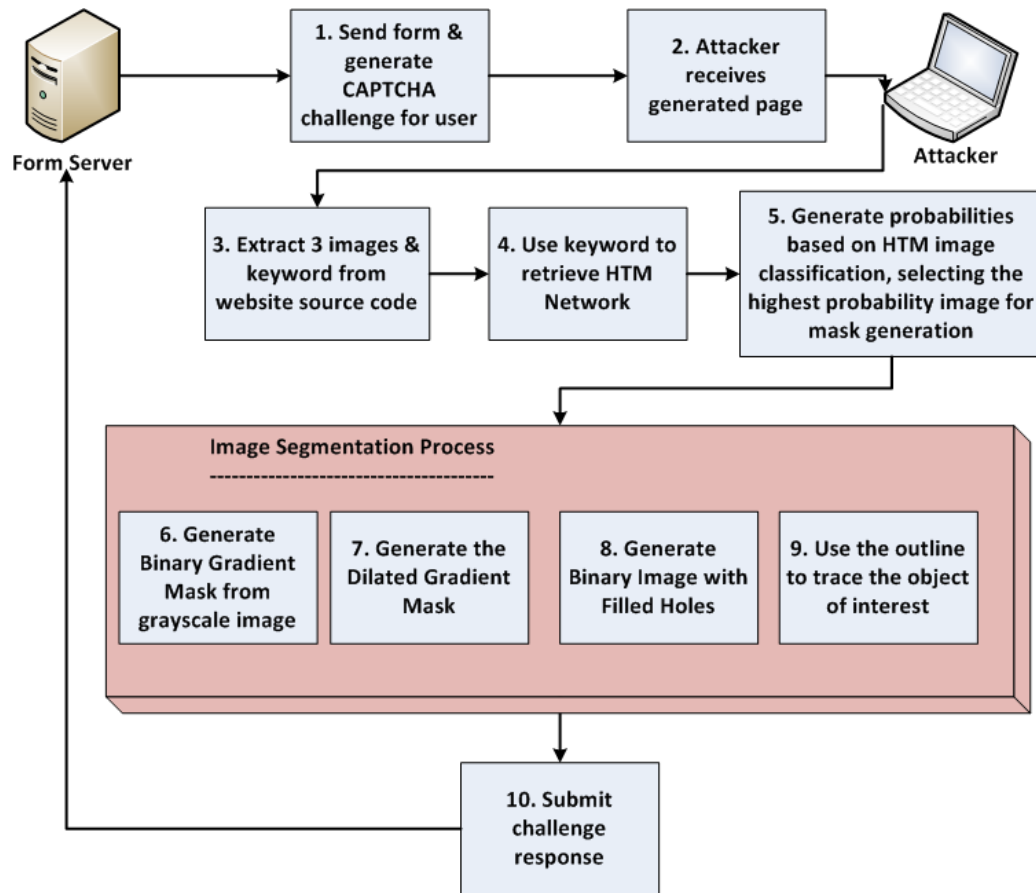 1. Send form &
generate
CAPTCHA
challenge for user
2. Attacker
receives
generated page
Form Server
Attacker
3. Extract 3 images &
keyword from
website source code
4. Use keyword to
retrieve HTM
Network
5. Generate probabilities
based on HTM image
classification, selecting the
highest probability image for
mask generation
Image Segmentation Process
------------------------------------
6. Generate
Binary Gradient
Mask from
grayscale image
7. Generate the
Dilated Gradient
Mask
8. Generate
Binary Image with
Filled Holes
9. Use the outline
to trace the object
of interest
10. Submit
challenge
response